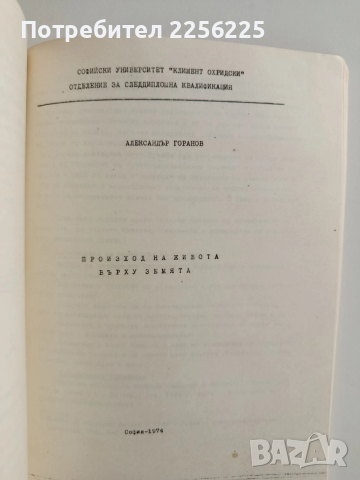 Потребител 2256225
СОФИЙСКИ УНИВЕРСИТЕТ "КЛИМЕНТ ОХРИДСКИ"
ОТДЕЛЕНИЕ ЗА СЛЕДДИПЛОМНА КВАЛИФИКАЦИЯ
АЛЕКСАНДЪР ГОРАНОВ
ПРОИЗХОД НА ЖИВОТА
ВЪРХУ ЗЕМЯТА
София-1974
BAZAR
bg